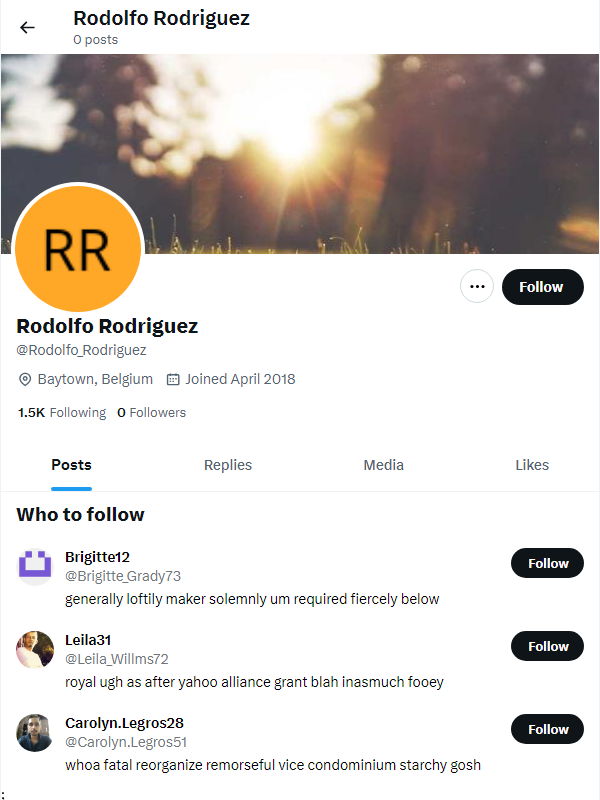 Rodolfo Rodriguez
0 posts
RR
Follow
Rodolfo Rodriguez
@Rodolfo_Rodriguez
Baytown, Belgium Joined April 2018
1.5K Following 0 Followers
Posts Replies Media Likes
Who to follow
Brigitte12
@Brigitte_Grady73
Follow
generally loftily maker solemnly um required fiercely below
Leila31
@Leila_Willms72
Follow
royal ugh as after yahoo alliance grant blah inasmuch fooey
Carolyn.Legros28
@Carolyn.Legros51
Follow
whoa fatal reorganize remorseful vice condominium starchy gosh
;